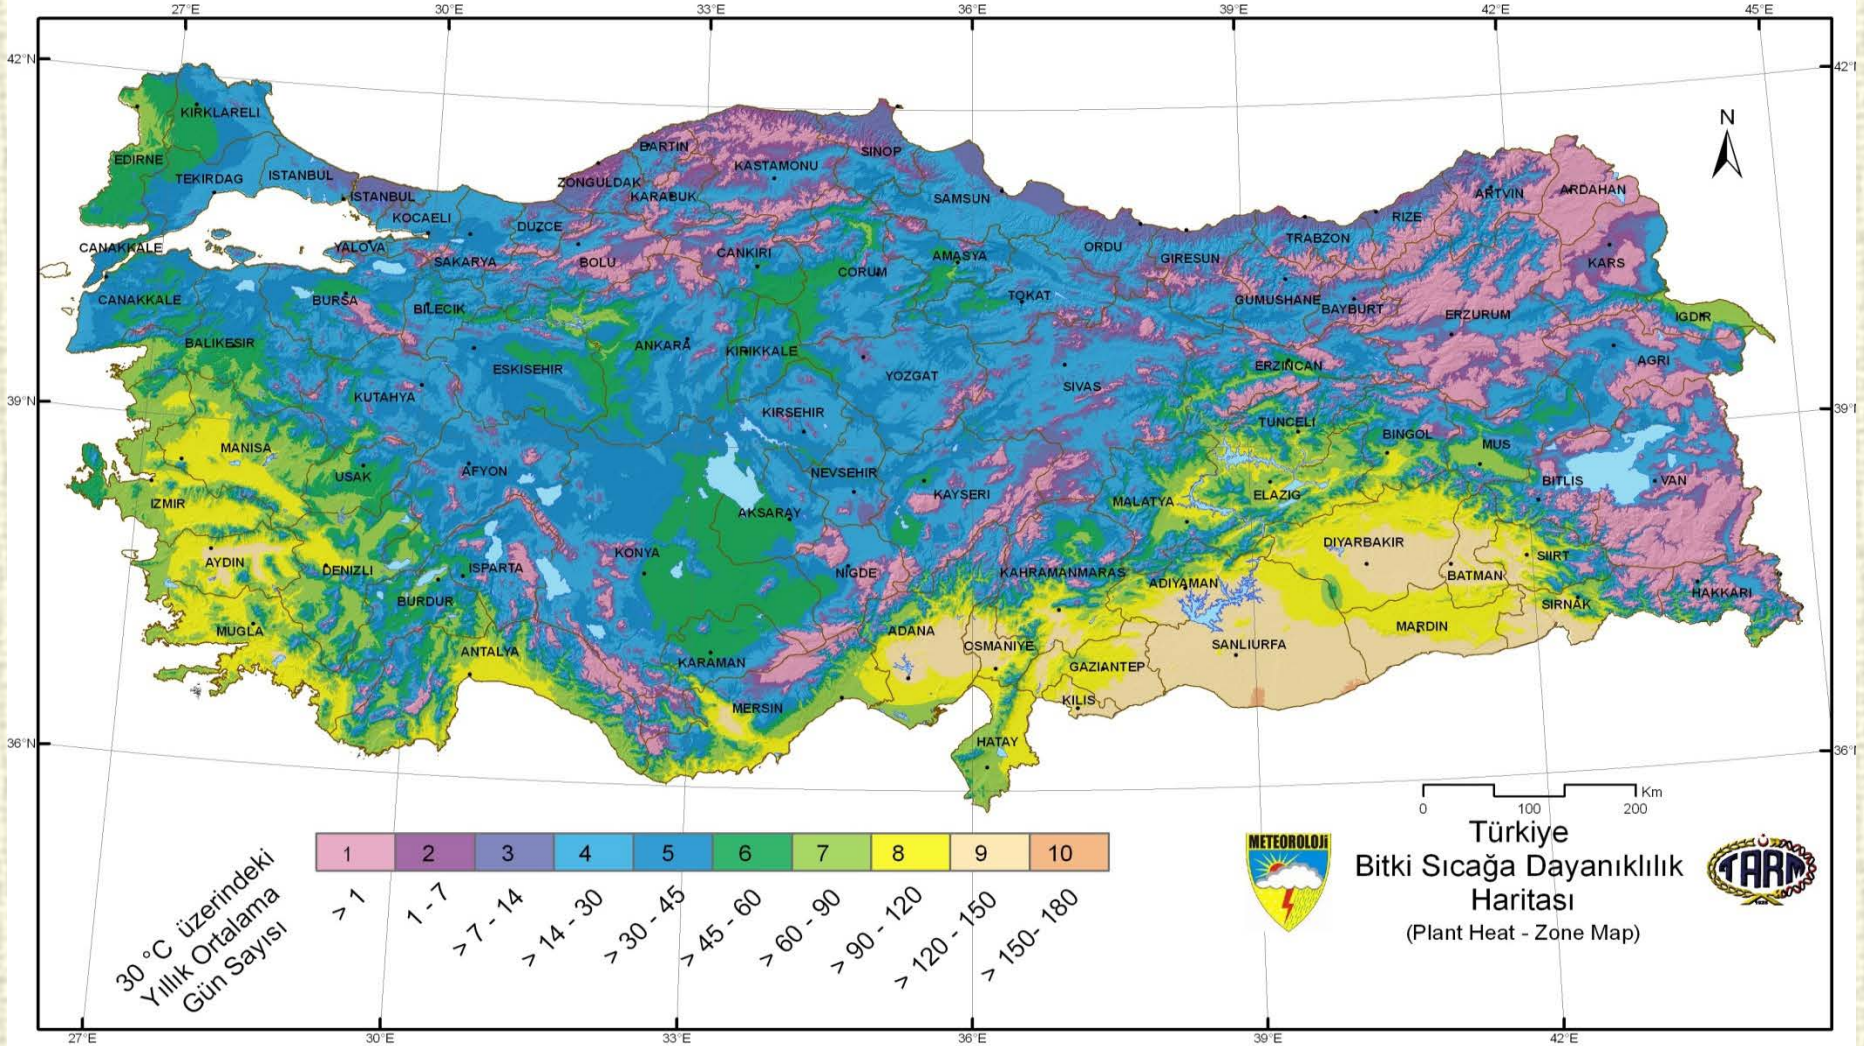 27°E 30°E 33°E 36°E 39°E 42°E 45°E
42°N
42°N
N
KIRKLARELI
EDIRNE
TEKIRDAG
ISTANBUL
ISTANBUL
KOCAELI
CANAKKALE
YALOVA
SAKARYA
DUZCE
BOLU
ZONGULDAK
BARTIN
KARABUK
KASTAMONU
SINOP
CANKIRI
CORUM
SAMSUN
AMASYA
TOKAT
ORDU
GIRESUN
TRABZON
RIZE
ARTVIN
ARDAHAN
KARS
GUMUSHANE
BAYBURT
ERZURUM
IGDIR
AGRI
CANAKKALE
BURSA
BILECIK
BALIKESIR
ESKISEHIR
ANKARA
KIRIKKALE
YOZGAT
SIVAS
ERZINCAN
39°N
39°N
KUTAHYA
KIRSEHIR
TUNCELI
BINGOL
MUS
MANISA
USAK
AFYON
NEVSEHIR
KAYSERI
MALATYA
ELAZIG
BITLIS
VAN
IZMIR
AKSARAY
AYDIN
DENIZLI
ISPARTA
BURDUR
KONYA
NIGDE
KAHRAMANMARAS
ADIYAMAN
DIYARBAKIR
BATMAN
SIIRT
SIRNAK
HAKKARI
MUGLA
ANTALYA
KARAMAN
MERSIN
ADANA
OSMANIYE
GAZIANTEP
KILIS
SANLIURFA
MARDIN
HATAY
36°N
36°N
Km
0 100 200
1 2 3 4 5 6 7 8 9 10
> 1
1 - 7
> 7 - 14
> 14 - 30
> 30 - 45
> 45 - 60
> 60 - 90
> 90 - 120
> 120 - 150
> 150- 180
30 °C üzerindeki
Yıllık Ortalama
Gün Sayısı
METEOROLOJi
Türkiye
Bitki Sıcağa Dayanıklılık
Haritası
(Plant Heat - Zone Map)
TARM
27°E 30°E 33°E 36°E 39°E 42°E